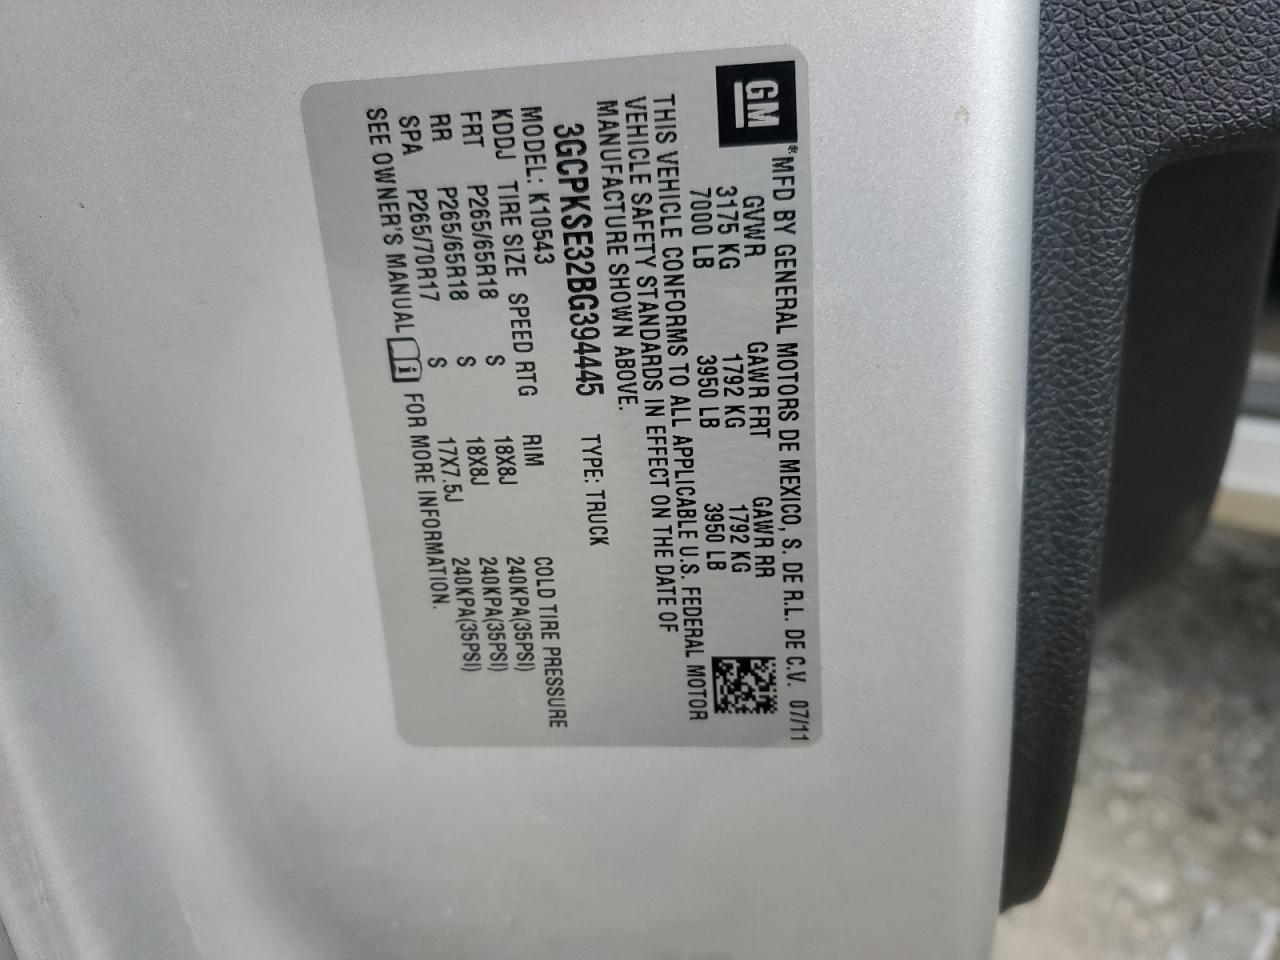 GM
® MFD BY GENERAL MOTORS DE MEXICO, S. DE R.L. DE C.V. 07/11
GVWR GAWR FRT GAWR RR
3175 KG 1792 KG 1792 KG
7000 LB 3950 LB 3950 LB
THIS VEHICLE CONFORMS TO ALL APPLICABLE U.S. FEDERAL MOTOR
VEHICLE SAFETY STANDARDS IN EFFECT ON THE DATE OF
MANUFACTURE SHOWN ABOVE.
3GCPKSE32BG394445 TYPE: TRUCK
MODEL: K10543
KDDJ TIRE SIZE SPEED RTG RIM COLD TIRE PRESSURE
FRT P265/65R18 S 18X8J 240KPA(35PSI)
RR P265/65R18 S 18X8J 240KPA(35PSI)
SPA P265/70R17 S 17X7.5J 240KPA(35PSI)
SEE OWNER'S MANUAL i FOR MORE INFORMATION.